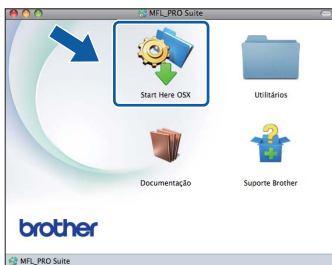 MFL_PRO Suite
Start Here OSX
Utilitários
Documentação
Suporte Brother
brother
MFL_PRO Suite